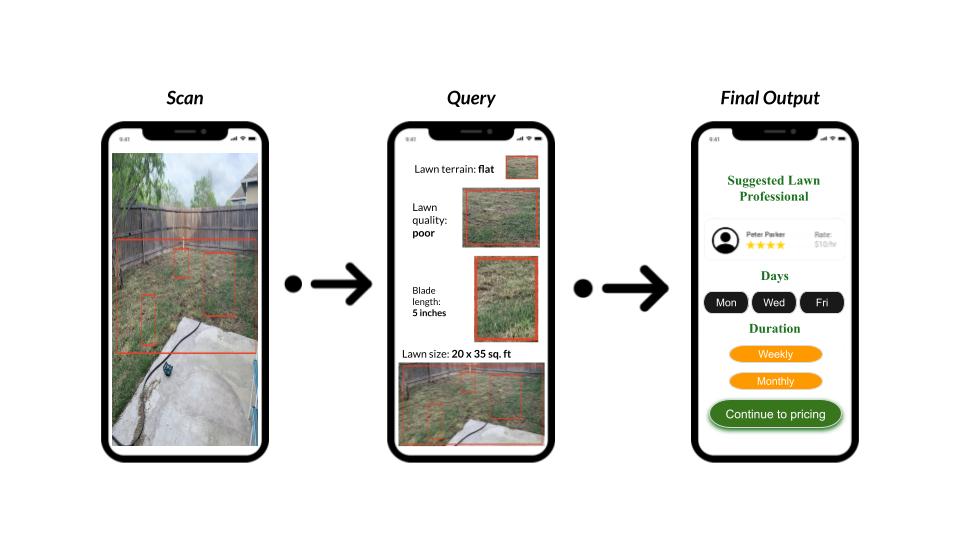 Scan
Query
Final Output
9:41
9:41
Lawn terrain: flat
Lawn
quality:
poor
Blade
length:
5 inches
Lawn size: 20 x 35 sq. ft
9:41
Suggested Lawn
Professional
Peter Parker
Rate:
$10/hr
Days
Mon
Wed
Fri
Duration
Weekly
Monthly
Continue to pricing